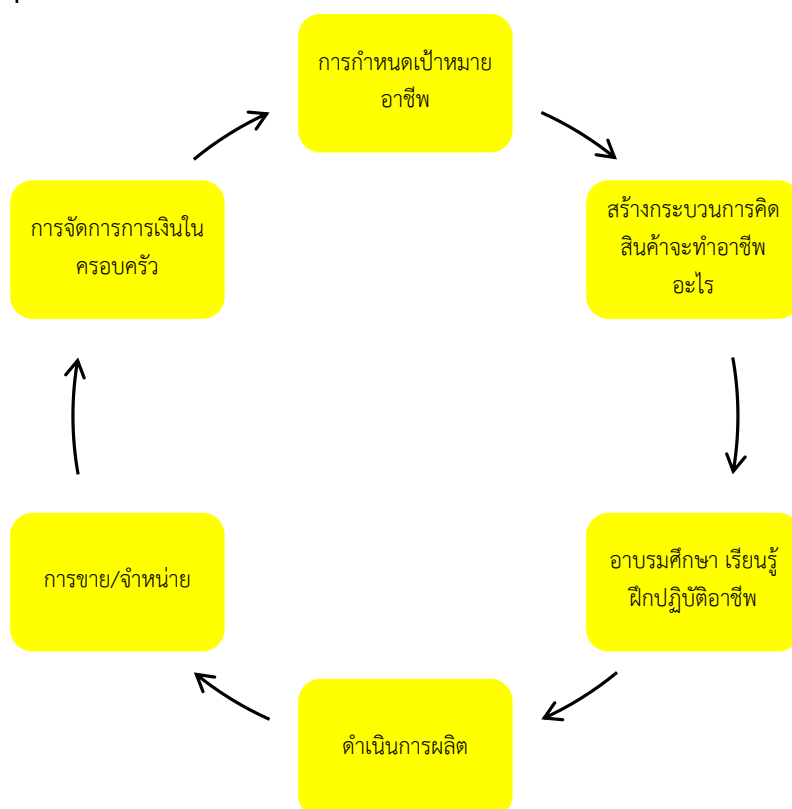 การกำหนดเป้าหมาย
อาชีพ
สร้างกระบวนการคิด
สินค้าจะทำอาชีพ
อะไร
อาบรมศึกษา เรียนรู้
ฝึกปฏิบัติอาชีพ
ดำเนินการผลิต
การขาย/จำหน่าย
การจัดการการเงินใน
ครอบครัว